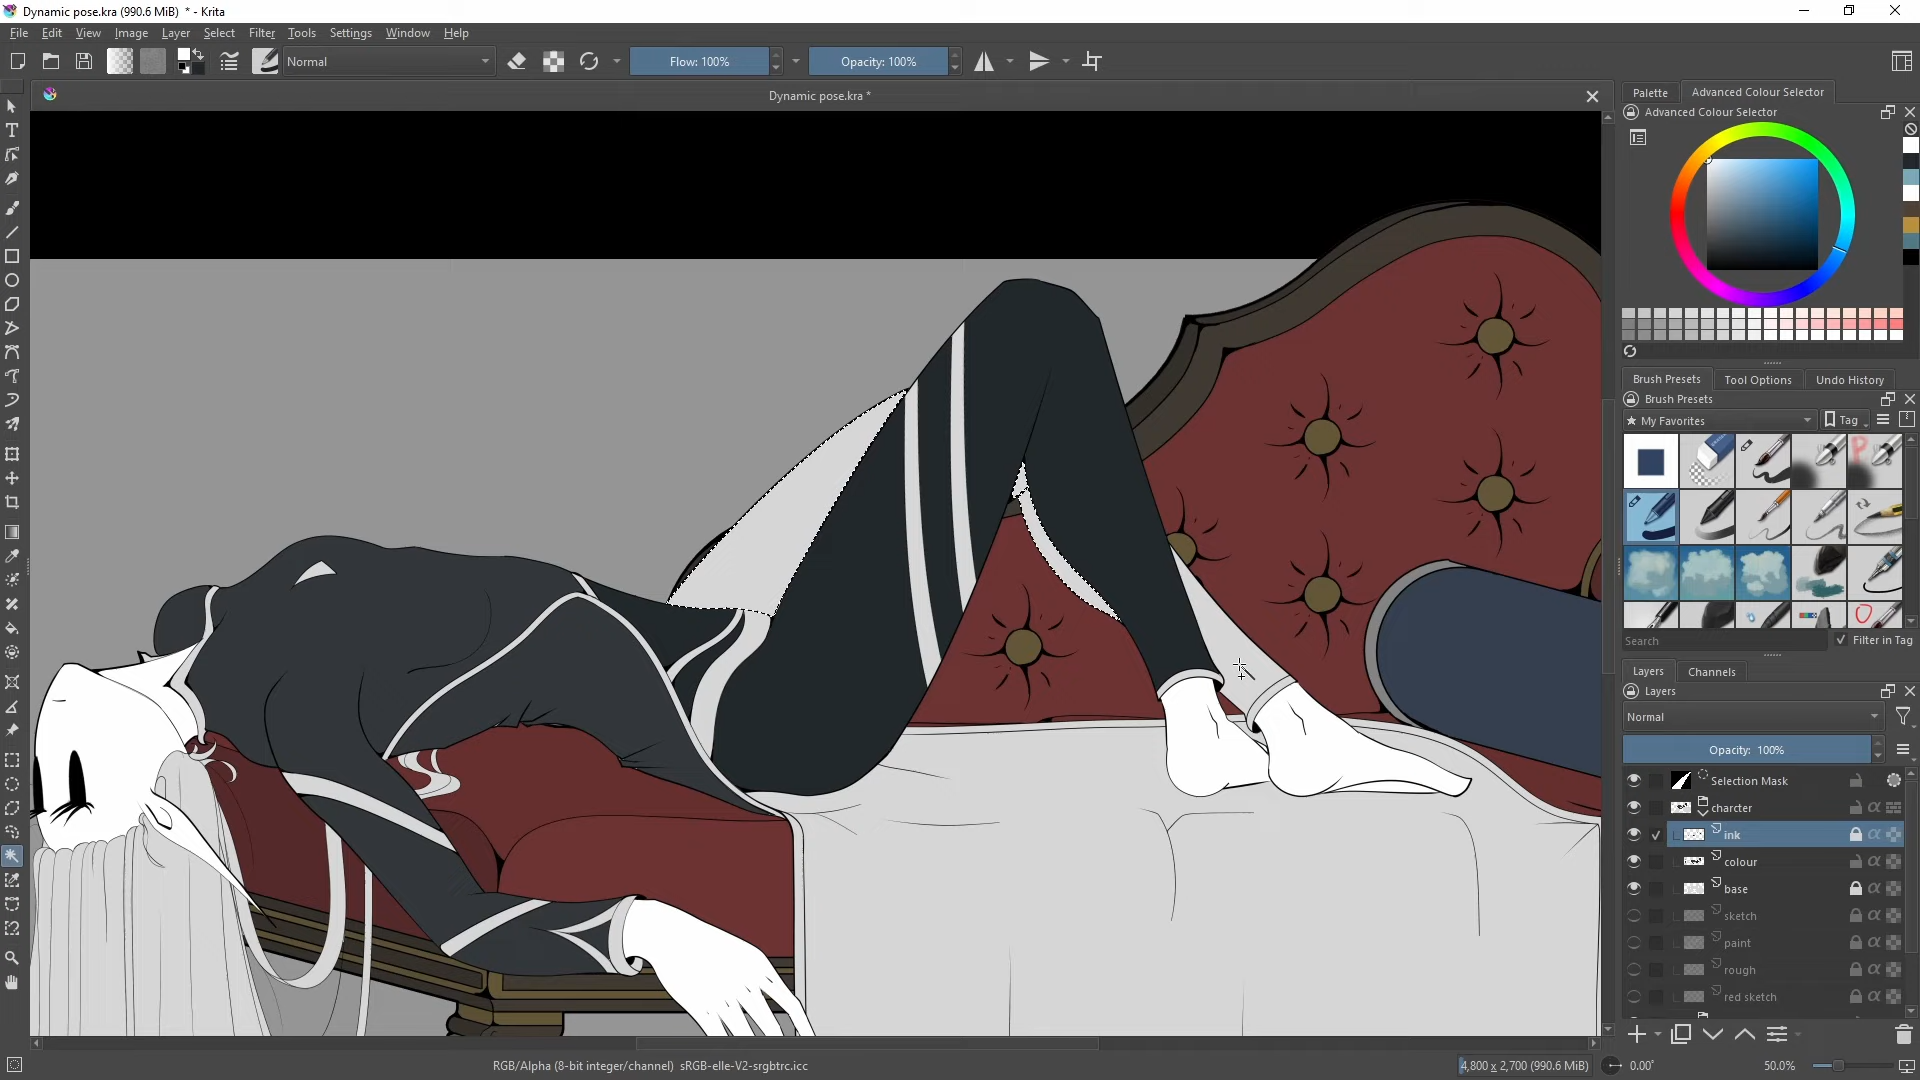 Dynamic pose.kra (990.6 MiB) * - Krita
File Edit View Image Layer Select Filter Tools Settings Window Help
Normal
Flow: 100%
Opacity: 100%
Dynamic pose.kra *
Palette
Advanced Colour Selector
Advanced Colour Selector
Brush Presets
Tool Options
Undo History
Brush Presets
★ My Favorites
Tag
Search
Filter in Tag
Layers
Channels
Layers
Normal
Opacity: 100%
Selection Mask
charcter
ink
colour
base
sketch
paint
rough
red sketch
RGB/Alpha (8-bit integer/channel) sRGB-elle-V2-srgbtrc.icc
4,800 x 2,700 (990.6 MiB)
0.00°
50.0%